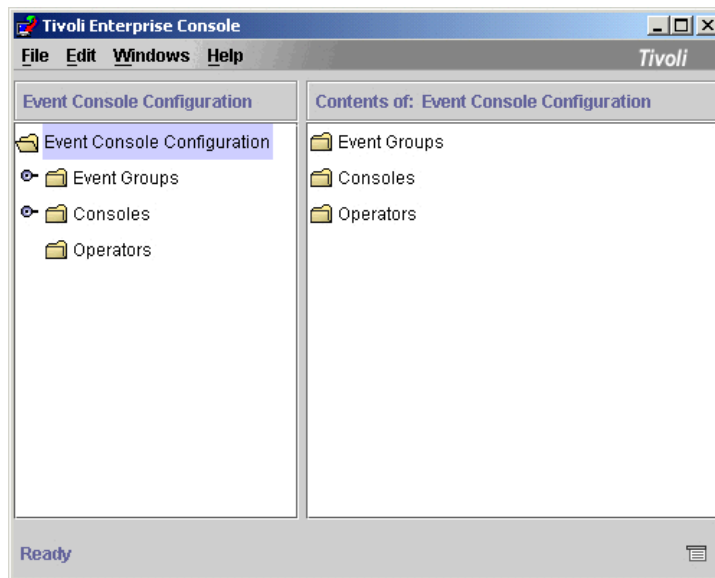 Tivoli Enterprise Console
File Edit Windows Help
Tivoli
Event Console Configuration
Contents of: Event Console Configuration
Event Console Configuration
Event Groups
Consoles
Operators
Event Groups
Consoles
Operators
Ready